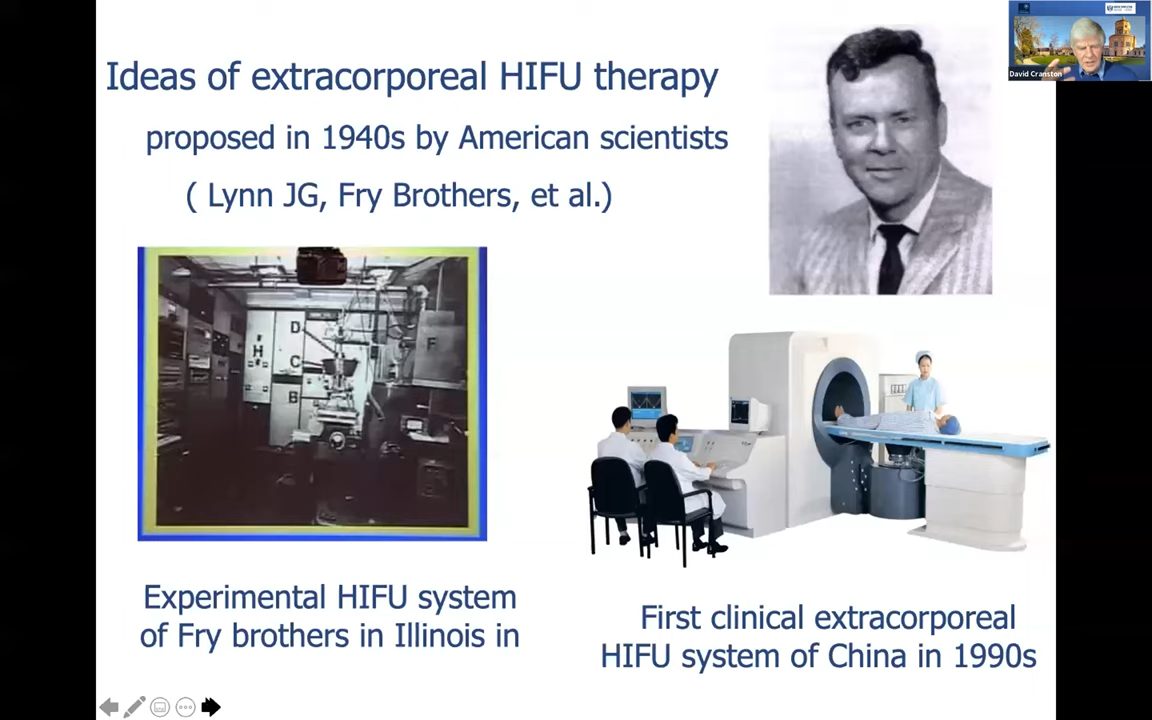 Ideas of extracorporeal HIFU therapy
proposed in 1940s by American scientists
( Lynn JG, Fry Brothers, et al.)
D
H
C
B
F
Experimental HIFU system
of Fry brothers in Illinois in
First clinical extracorporeal
HIFU system of China in 1990s
David Cranston